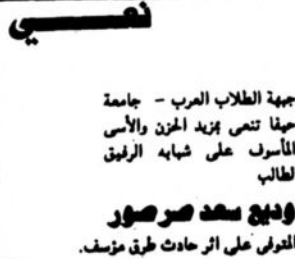 نعــي
جبهة الطلاب العرب - جامعة
حيفا تنعى بمزيد الحزن والأسى
المأسوف على شبابه الرفيق
الطالب
وديع سعد صرصور
المتوفى على اثر حادث طرق مؤسف.